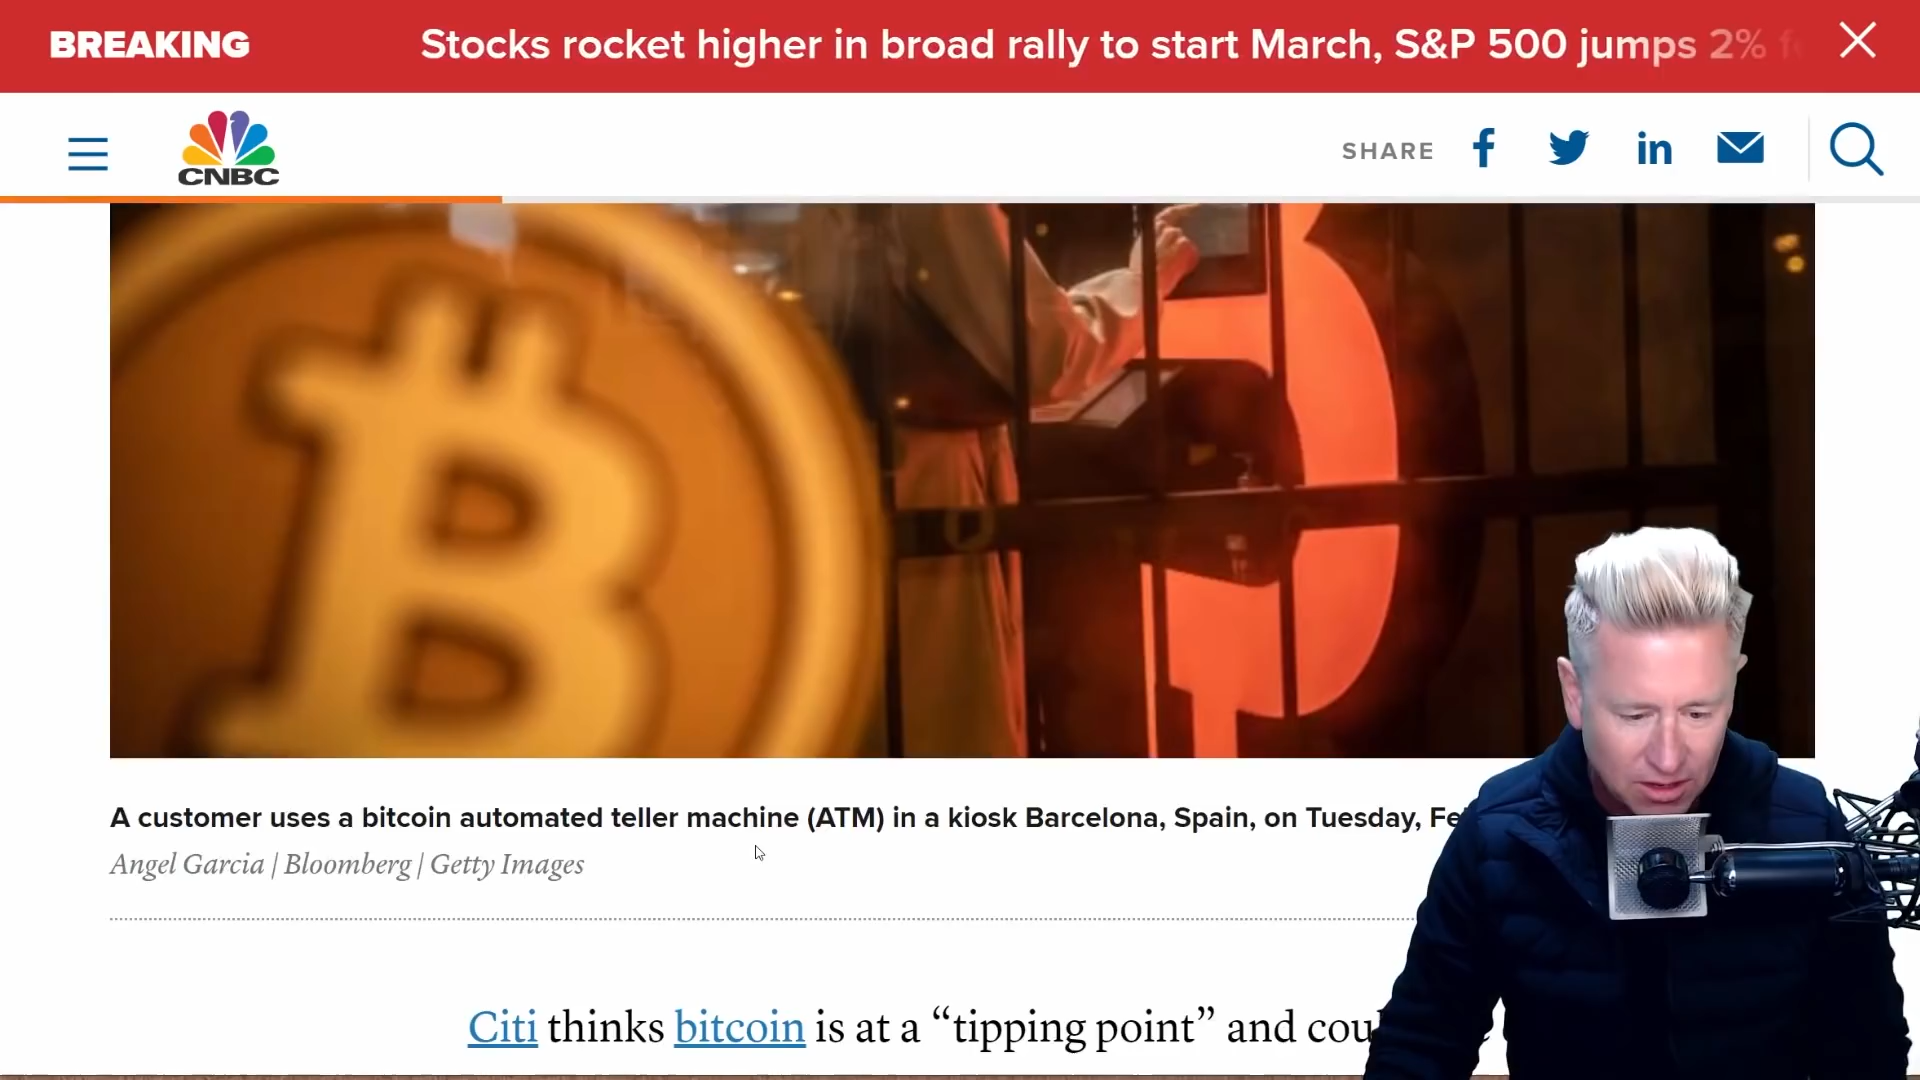 BREAKING
Stocks rocket higher in broad rally to start March, S&P 500 jumps 2%
CNBC
SHARE
A customer uses a bitcoin automated teller machine (ATM) in a kiosk Barcelona, Spain, on Tuesday,
Angel Garcia | Bloomberg | Getty Images
Citi thinks bitcoin is at a “tipping point” and